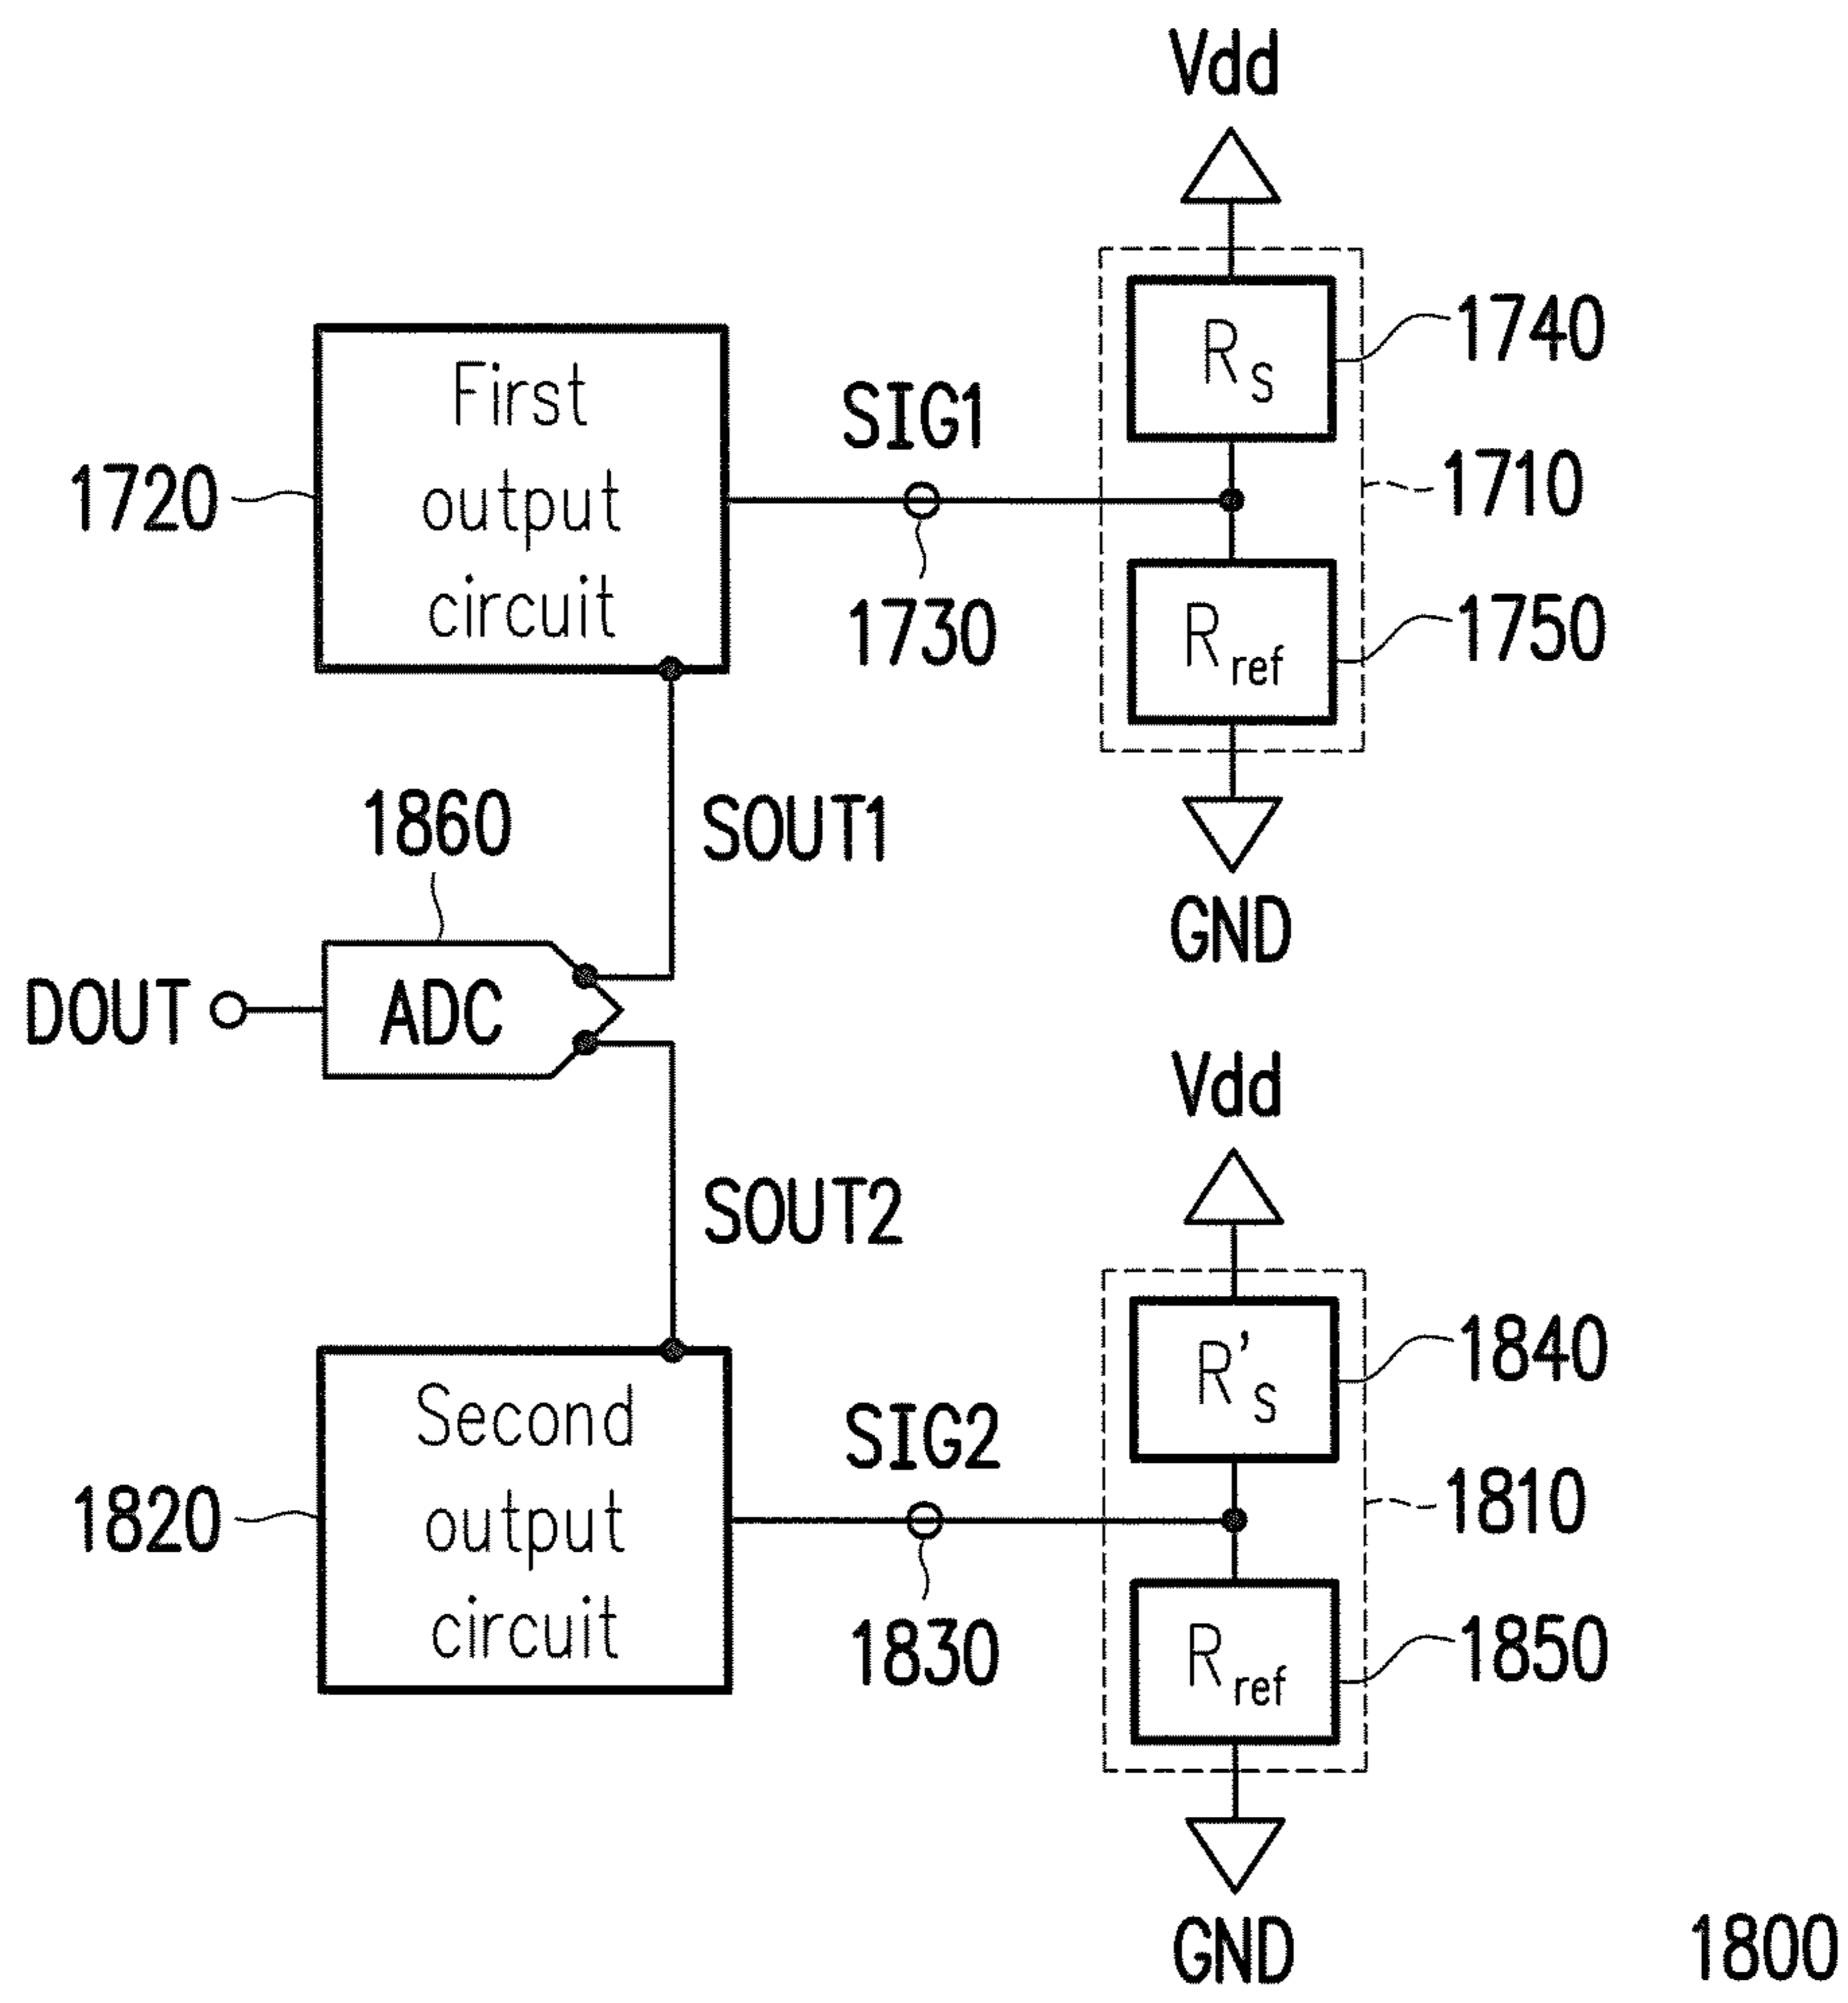 Vdd
Rs
1740
First
output
circuit
1720
SIG1
1730
1710
Rref
1750
GND
1860
SOUT1
DOUT
ADC
SOUT2
Vdd
R's
1840
Second
output
circuit
1820
SIG2
1830
1810
Rref
1850
GND
1800